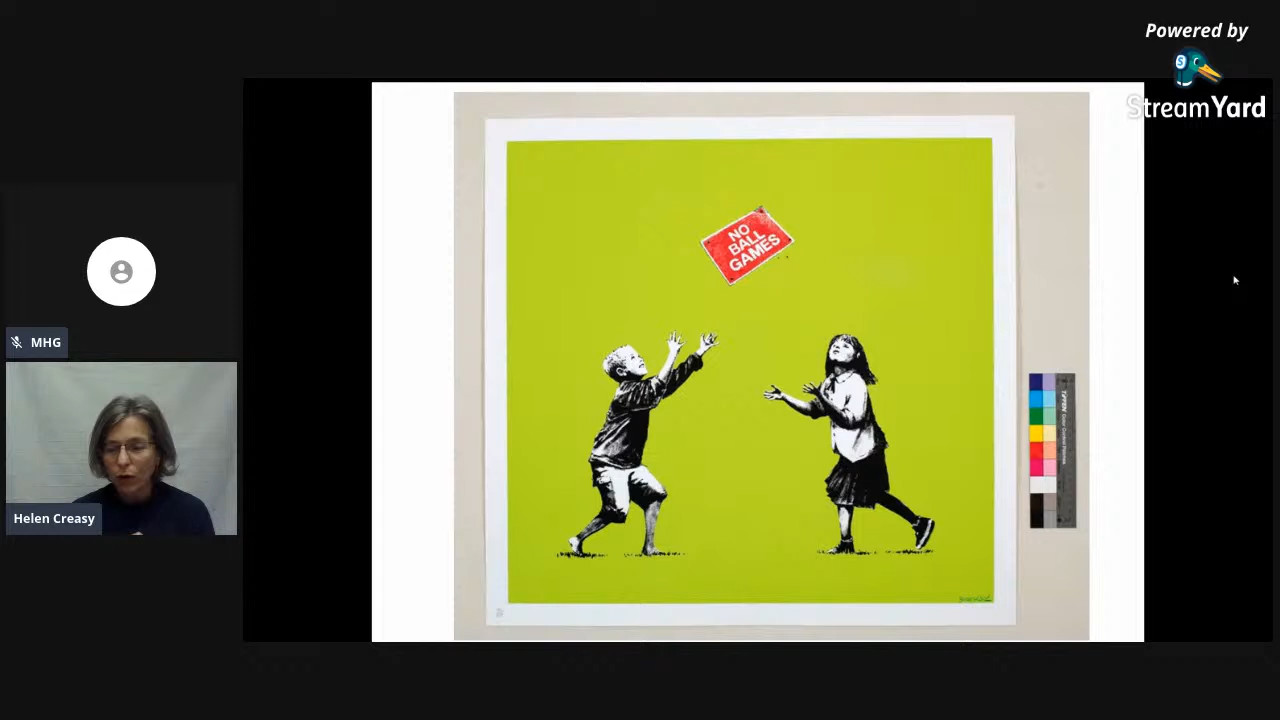 Powered by
StreamYard
NO
BALL
GAMES
MHG
Helen Creasy